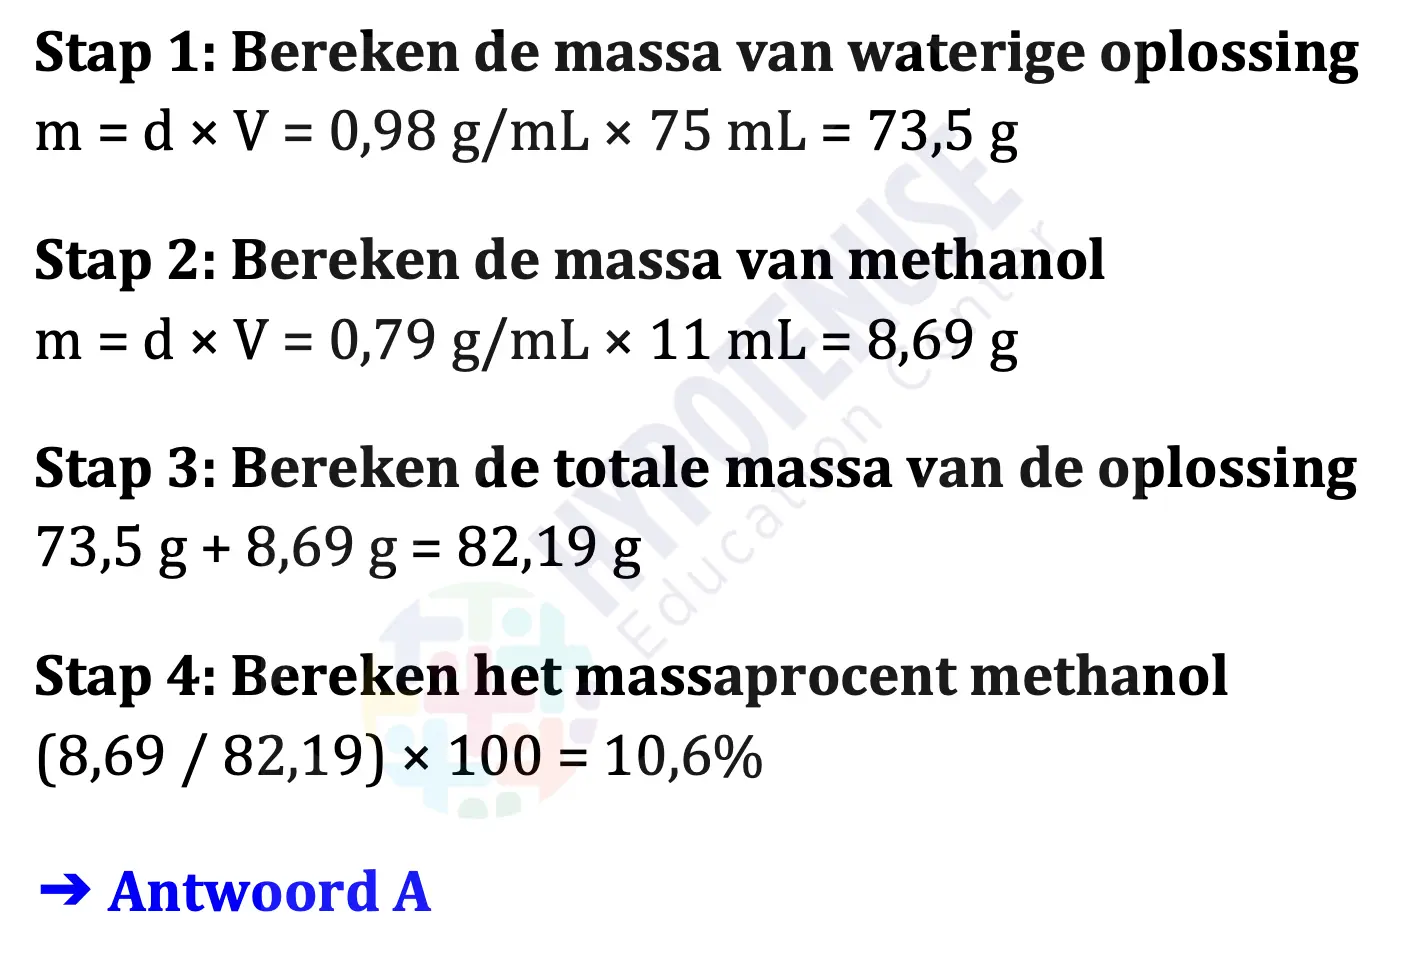 Stap 1: Bereken de massa van waterige oplossing
m = d × V = 0,98 g/mL × 75 mL = 73,5 g
Stap 2: Bereken de massa van methanol
m = d × V = 0,79 g/mL × 11 mL = 8,69 g
Stap 3: Bereken de totale massa van de oplossing
73,5 g + 8,69 g = 82,19 g
Stap 4: Bereken het massaprocent methanol
(8,69 / 82,19) × 100 = 10,6%
➔ Antwoord A
HYPOTENUSE
Education Center